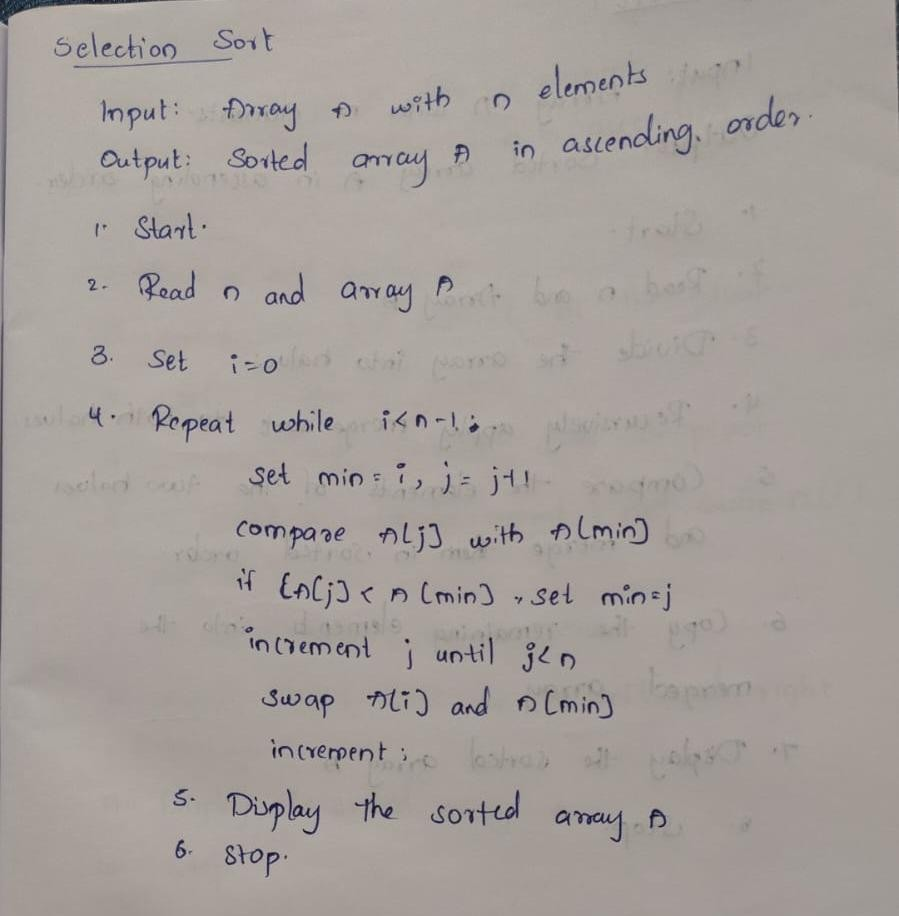 Selection Sort
Input: Array A with n elements
Output: Sorted array A in ascending order.
1. Start.
2. Read n and array A
3. Set i=0
4. Repeat while i<n-1:
set min = i, j = j+1
compare A[j] with A[min]
if {A[j] < A[min], set min=j
increment j until j<n
swap A[i] and A[min]
increment i
5. Display the sorted array A
6. Stop.